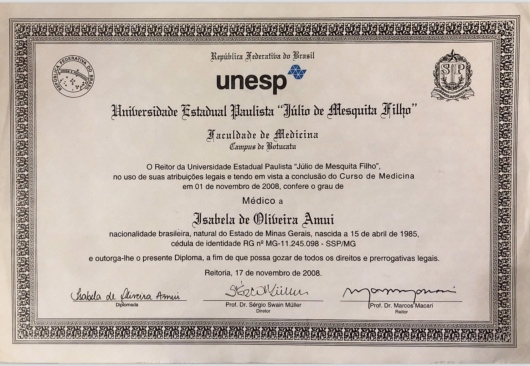 República Federativa do Brasil
unesp
Universidade Estadual Paulista "Júlio de Mesquita Filho"
Faculdade de Medicina
Campus de Botucatu
O Reitor da Universidade Estadual Paulista "Júlio de Mesquita Filho",
no uso de suas atribuições legais e tendo em vista a conclusão do Curso de Medicina
em 01 de novembro de 2008, confere o grau de
Médico a
Isabela de Oliveira Amui
nacionalidade brasileira, natural do Estado de Minas Gerais, nascida a 15 de abril de 1985,
cédula de identidade RG nº MG-11.245.098 - SSP/MG
e outorga-lhe o presente Diploma, a fim de que possa gozar de todos os direitos e prerrogativas legais.
Reitoria, 17 de novembro de 2008.
Isabela de Oliveira Amui
Diplomada
Prof. Dr. Sérgio Swain Müller
Diretor
Prof. Dr. Marcos Macari
Reitor